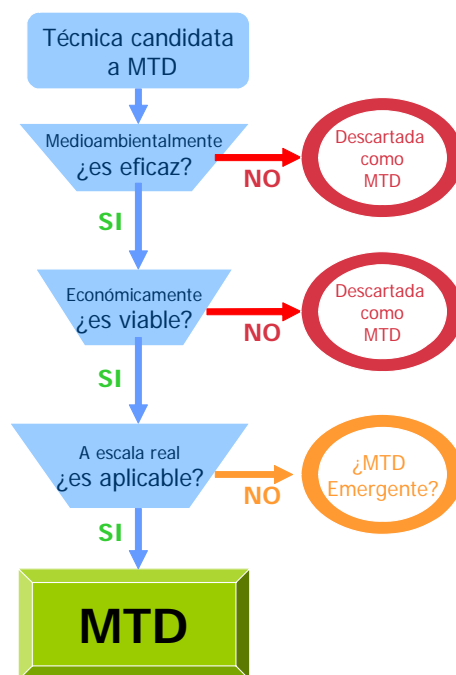 Técnica candidata
a MTD
Medioambientalmente
¿es eficaz?
NO
Descartada
como
MTD
SI
Económicamente
¿es viable?
NO
Descartada
como
MTD
SI
A escala real
¿es aplicable?
NO
¿MTD
Emergente?
SI
MTD